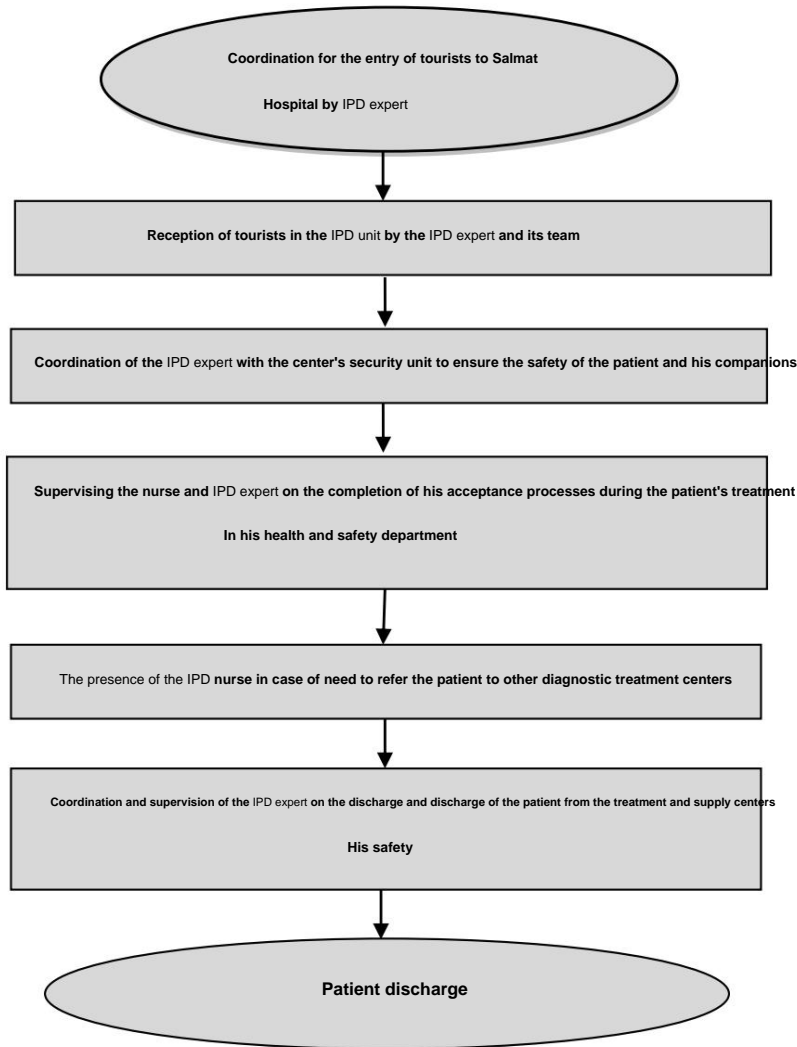 Coordination for the entry of tourists to Salmat
Hospital by IPD expert
Reception of tourists in the IPD unit by the IPD expert and its team
Coordination of the IPD expert with the center's security unit to ensure the safety of the patient and his companions
Supervising the nurse and IPD expert on the completion of his acceptance processes during the patient's treatment
In his health and safety department
The presence of the IPD nurse in case of need to refer the patient to other diagnostic treatment centers
Coordination and supervision of the IPD expert on the discharge and discharge of the patient from the treatment and supply centers
His safety
Patient discharge